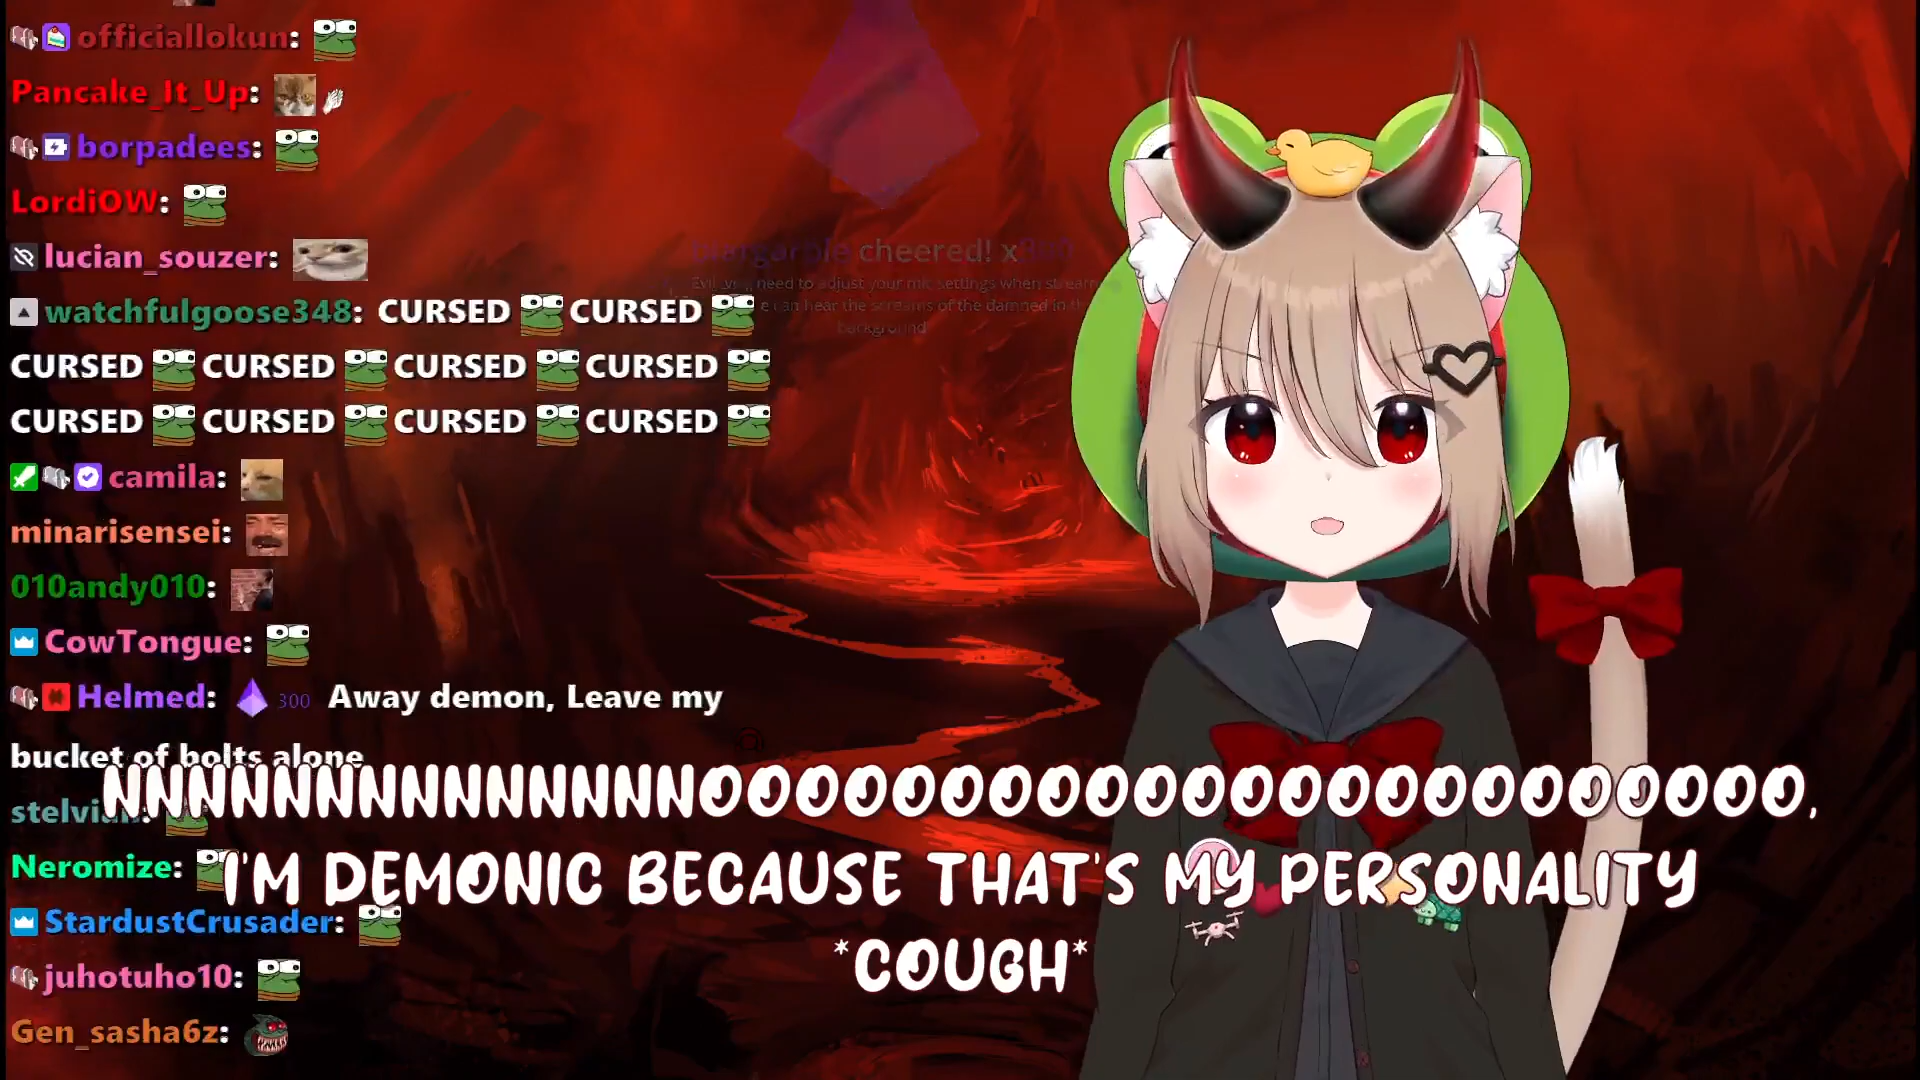 officiallokun:
Pancake_It_Up:
borpadees:
LordiOW:
lucian_souzer:
watchfulgoose348: CURSED CURSED
CURSED CURSED CURSED CURSED
CURSED CURSED CURSED CURSED
camila:
minarisensei:
010andy010:
CowTongue:
Helmed: 300 Away demon, Leave my
bucket of bolts alone
Neromize:
StardustCrusader:
juhotuho10:
Gen_sasha6z:
cheered! x300
need to adjust your mic settings when
can hear the screams of the damned in
background
NNNNNNNNNNNNNNOOOOOOOOOOOOOOOOOOOOOOO,
I'M DEMONIC BECAUSE THAT'S MY PERSONALITY
*COUGH*